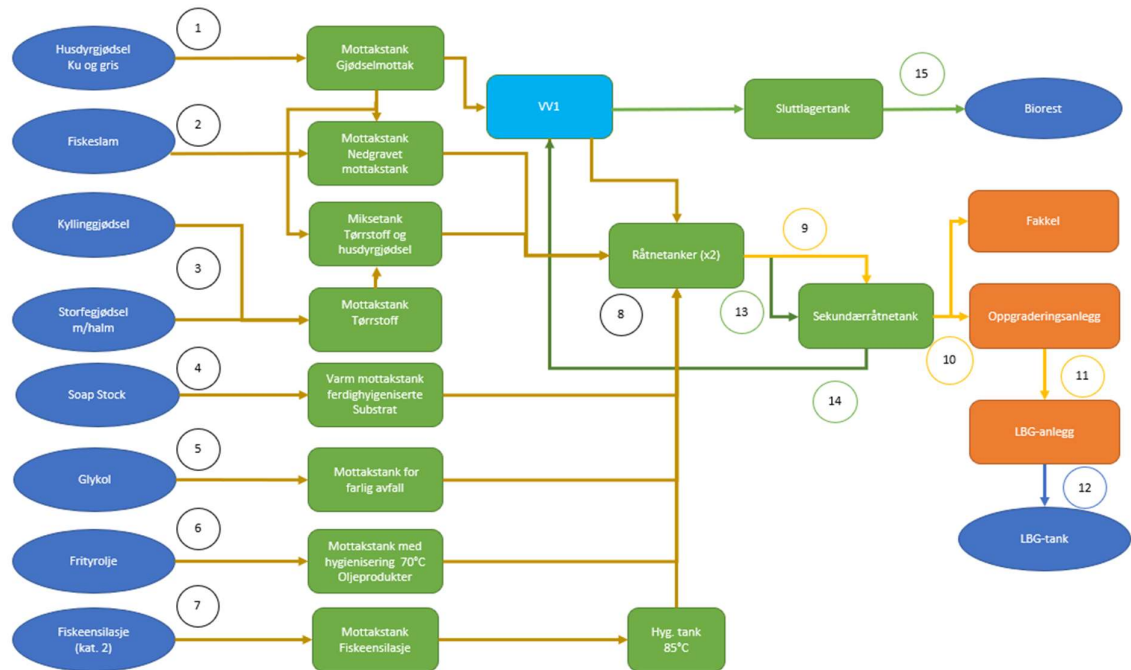 1
Husdyrgjødsel
Ku og gris
Mottakstank
Gjødselmottak
VV1
Sluttlagertank
15
Biorest
2
Fiskeslam
Mottakstank
Nedgravet
mottakstank
Kyllinggjødsel
Miksetank
Tørrstoff og
husdyrgjødsel
Råtnetanker (x2)
9
Fakkel
3
Storfegjødsel
m/halm
Mottakstank
Tørrstoff
8
13
Sekundærråtnetank
10
Oppgraderingsanlegg
11
4
Soap Stock
Varm mottakstank
ferdighyigeniserte
Substrat
14
LBG-anlegg
5
Glykol
Mottakstank for
farlig avfall
12
LBG-tank
6
Frityrolje
Mottakstank med
hygienisering 70°C
Oljeprodukter
7
Fiskeensilasje
(kat. 2)
Mottakstank
Fiskeensilasje
Hyg. tank
85°C